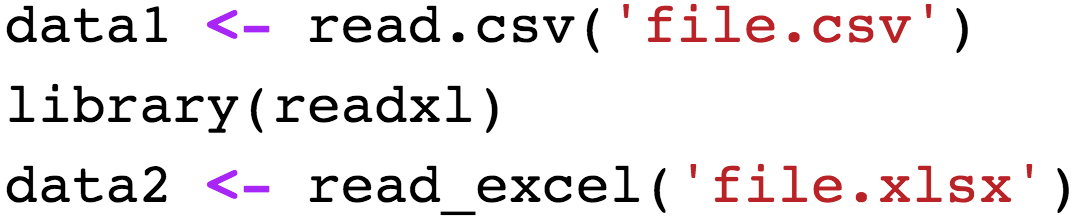 data1 <- read.csv('file.csv')
library(readxl)
data2 <- read_excel('file.xlsx')